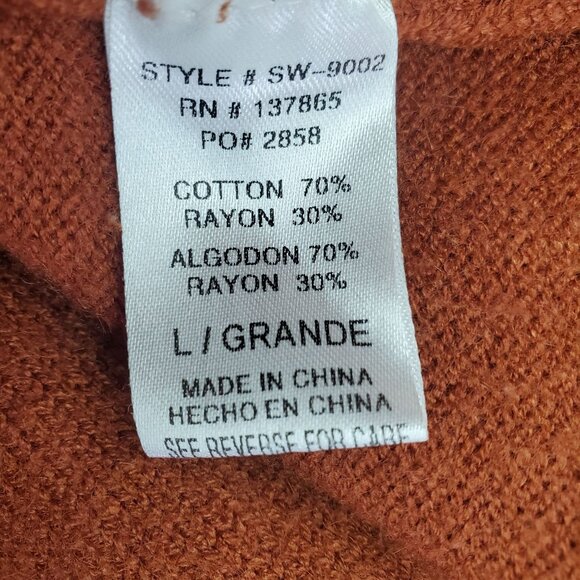 STYLE # SW-9002
RN # 137865
PO# 2858
COTTON 70%
RAYON 30%
ALGODON 70%
RAYON 30%
L / GRANDE
MADE IN CHINA
HECHO EN CHINA
SEE REVERSE FOR CARE